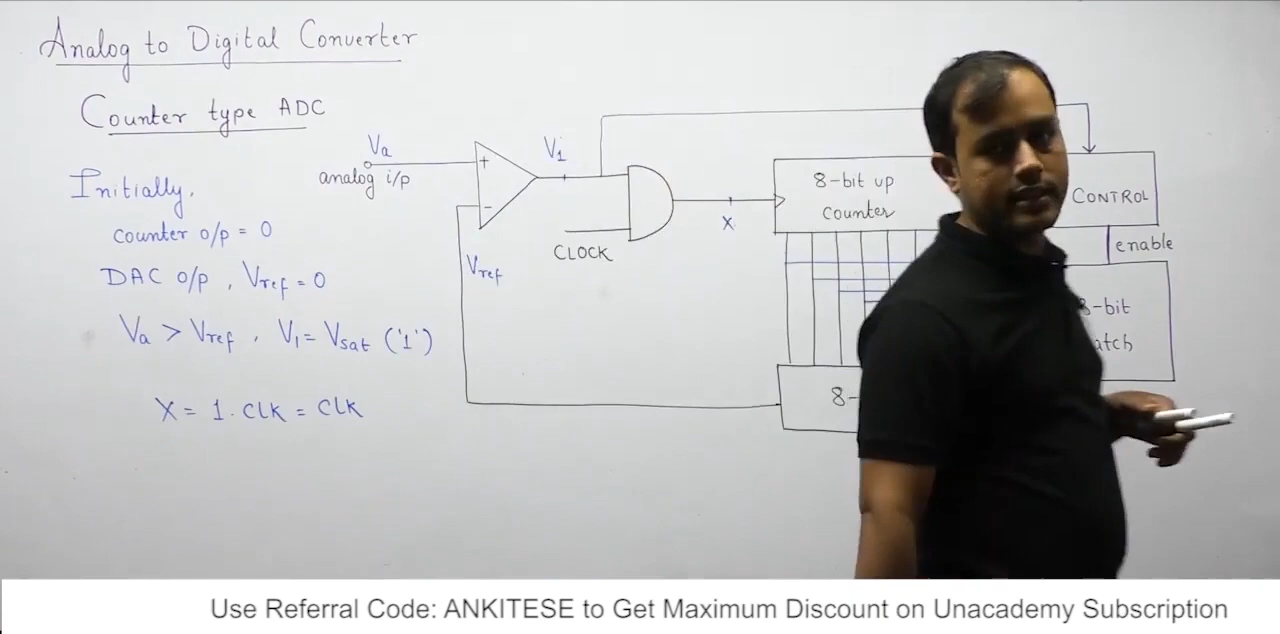 Analog to Digital Converter
Counter type ADC
Initially,
counter o/p = 0
DAC o/p , Vref = 0
Va > Vref , V1 = Vsat ('1')
X = 1 . CLK = CLK
Va
analog i/p
+
-
V1
Vref
CLOCK
X
8-bit up
counter
CONTROL
enable
8-bit
8-
Use Referral Code: ANKITESE to Get Maximum Discount on Unacademy Subscription